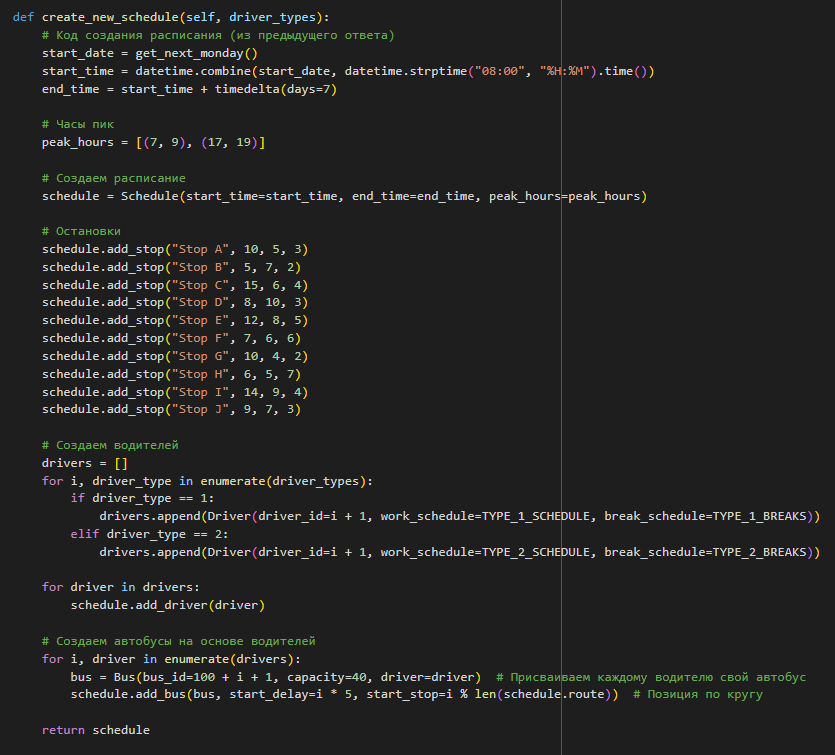 def create_new_schedule(self, driver_types):
    # Код создания расписания (из предыдущего ответа)
    start_date = get_next_monday()
    start_time = datetime.combine(start_date, datetime.strptime("08:00", "%H:%M").time())
    end_time = start_time + timedelta(days=7)

    # Часы пик
    peak_hours = [(7, 9), (17, 19)]

    # Создаем расписание
    schedule = Schedule(start_time=start_time, end_time=end_time, peak_hours=peak_hours)

    # Остановки
    schedule.add_stop("Stop A", 10, 5, 3)
    schedule.add_stop("Stop B", 5, 7, 2)
    schedule.add_stop("Stop C", 15, 6, 4)
    schedule.add_stop("Stop D", 8, 10, 3)
    schedule.add_stop("Stop E", 12, 8, 5)
    schedule.add_stop("Stop F", 7, 6, 6)
    schedule.add_stop("Stop G", 10, 4, 2)
    schedule.add_stop("Stop H", 6, 5, 7)
    schedule.add_stop("Stop I", 14, 9, 4)
    schedule.add_stop("Stop J", 9, 7, 3)

    # Создаем водителей
    drivers = []
    for i, driver_type in enumerate(driver_types):
        if driver_type == 1:
            drivers.append(Driver(driver_id=i + 1, work_schedule=TYPE_1_SCHEDULE, break_schedule=TYPE_1_BREAKS))
        elif driver_type == 2:
            drivers.append(Driver(driver_id=i + 1, work_schedule=TYPE_2_SCHEDULE, break_schedule=TYPE_2_BREAKS))

    for driver in drivers:
        schedule.add_driver(driver)

    # Создаем автобусы на основе водителей
    for i, driver in enumerate(drivers):
        bus = Bus(bus_id=100 + i + 1, capacity=40, driver=driver)  # Присваиваем каждому водителю свой автобус
        schedule.add_bus(bus, start_delay=i * 5, start_stop=i % len(schedule.route))  # Позиция по кругу

    return schedule